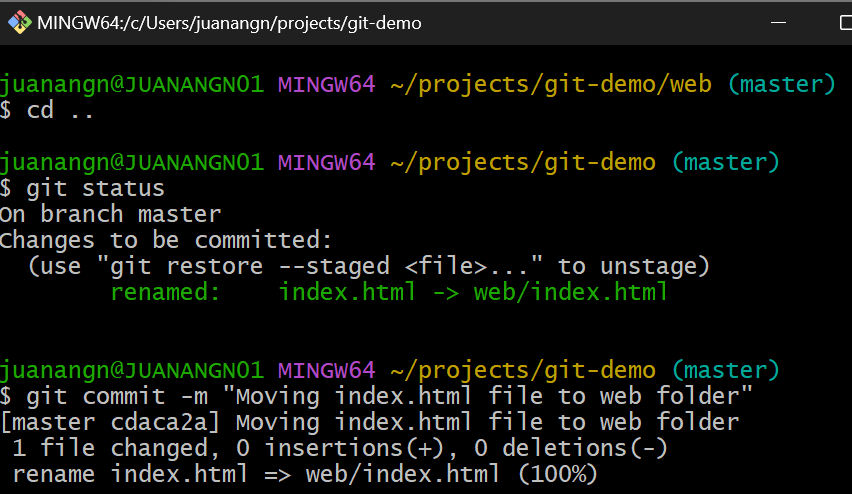 MINGW64:/c/Users/juanangn/projects/git-demo
juanangn@JUANANGN01 MINGW64 ~/projects/git-demo/web (master)
$ cd ..
juanangn@JUANANGN01 MINGW64 ~/projects/git-demo (master)
$ git status
On branch master
Changes to be committed:
  (use "git restore --staged <file>..." to unstage)
        renamed:    index.html -> web/index.html
juanangn@JUANANGN01 MINGW64 ~/projects/git-demo (master)
$ git commit -m "Moving index.html file to web folder"
[master cdaca2a] Moving index.html file to web folder
 1 file changed, 0 insertions(+), 0 deletions(-)
 rename index.html => web/index.html (100%)